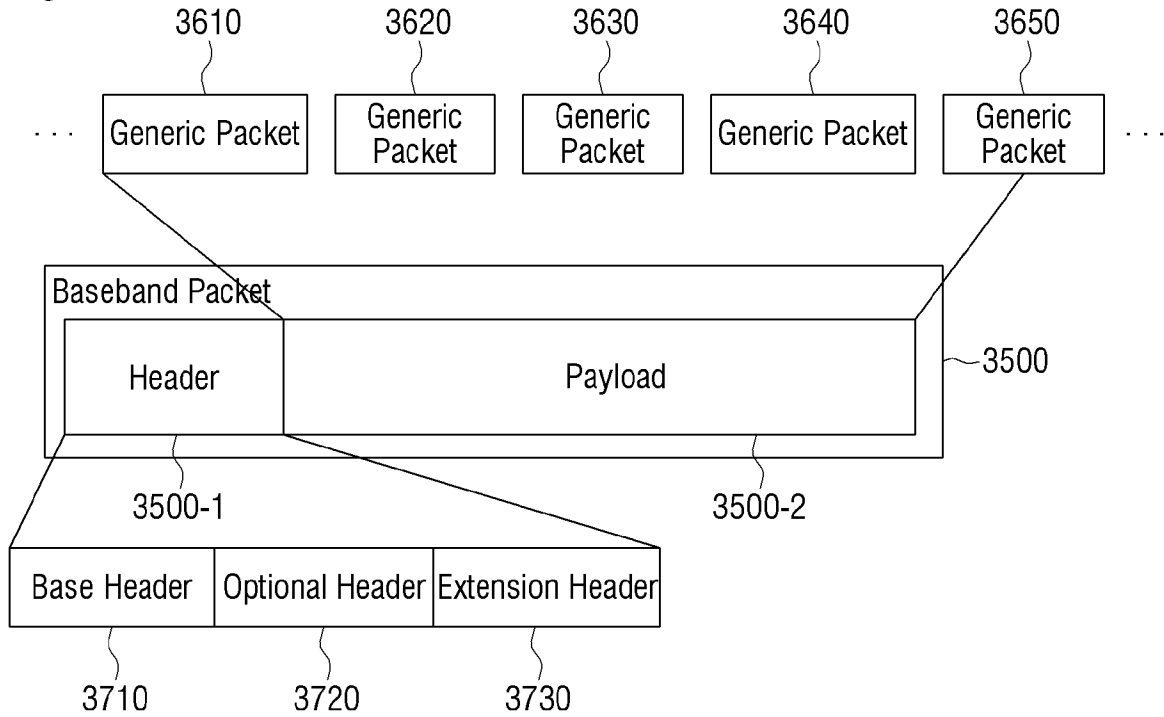 3610 3620 3630 3640 3650
... Generic Packet Generic Packet Generic Packet Generic Packet Generic Packet ...
Baseband Packet
Header Payload 3500
3500-1 3500-2
Base Header Optional Header Extension Header
3710 3720 3730